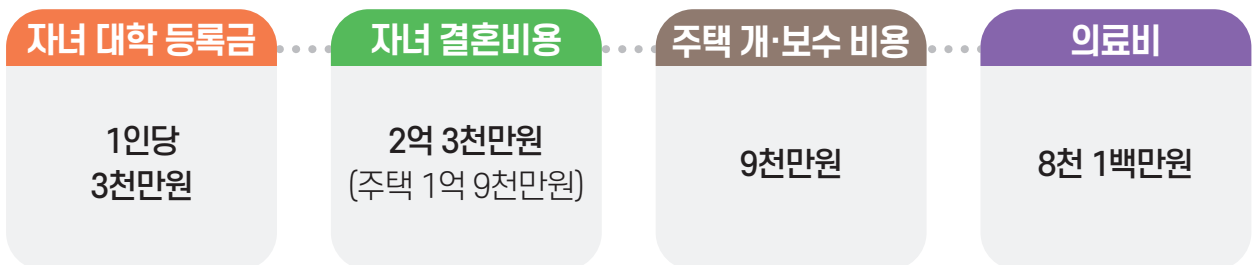 자녀 대학 등록금
1인당
3천만원
자녀 결혼비용
2억 3천만원
(주택 1억 9천만원)
주택 개·보수 비용
9천만원
의료비
8천 1백만원